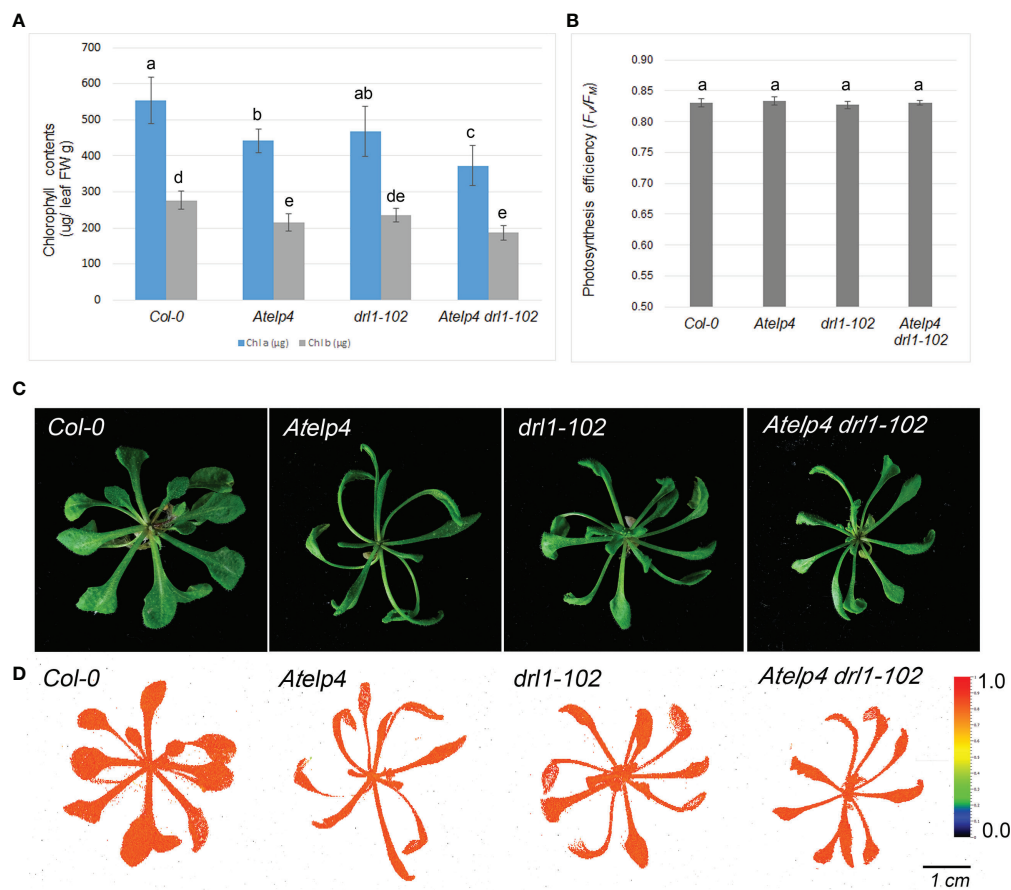 A
700
600
500
400
300
200
100
0
Chlorophyll contents
(ug/ leaf FW g)
a
b
ab
c
d
e
de
e
Col-0
Atelp4
drl1-102
Atelp4 drl1-102
Chl a (µg)
Chl b (µg)
B
0.90
0.85
0.80
0.75
0.70
0.65
0.60
0.55
0.50
Photosynthesis efficiency (FV/FM)
a
a
a
a
Col-0
Atelp4
drl1-102
Atelp4
drl1-102
C
Col-0
Atelp4
drl1-102
Atelp4 drl1-102
D
Col-0
Atelp4
drl1-102
Atelp4 drl1-102
1.0
0.0
1 cm